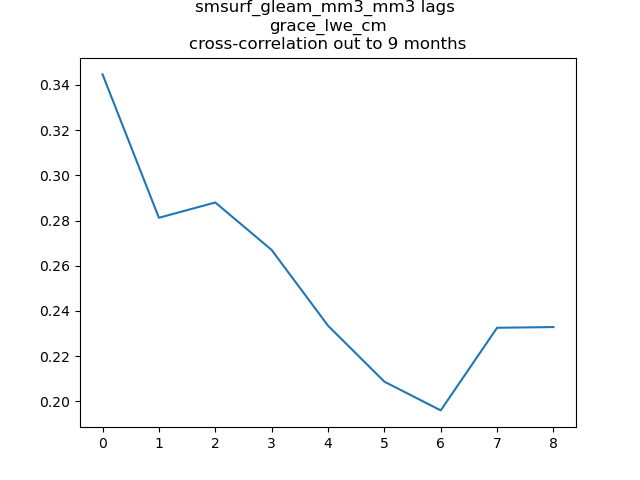 smsurf_gleam_mm3_mm3 lags
grace_lwe_cm
cross-correlation out to 9 months
0.34
0.32
0.30
0.28
0.26
0.24
0.22
0.20
0 1 2 3 4 5 6 7 8